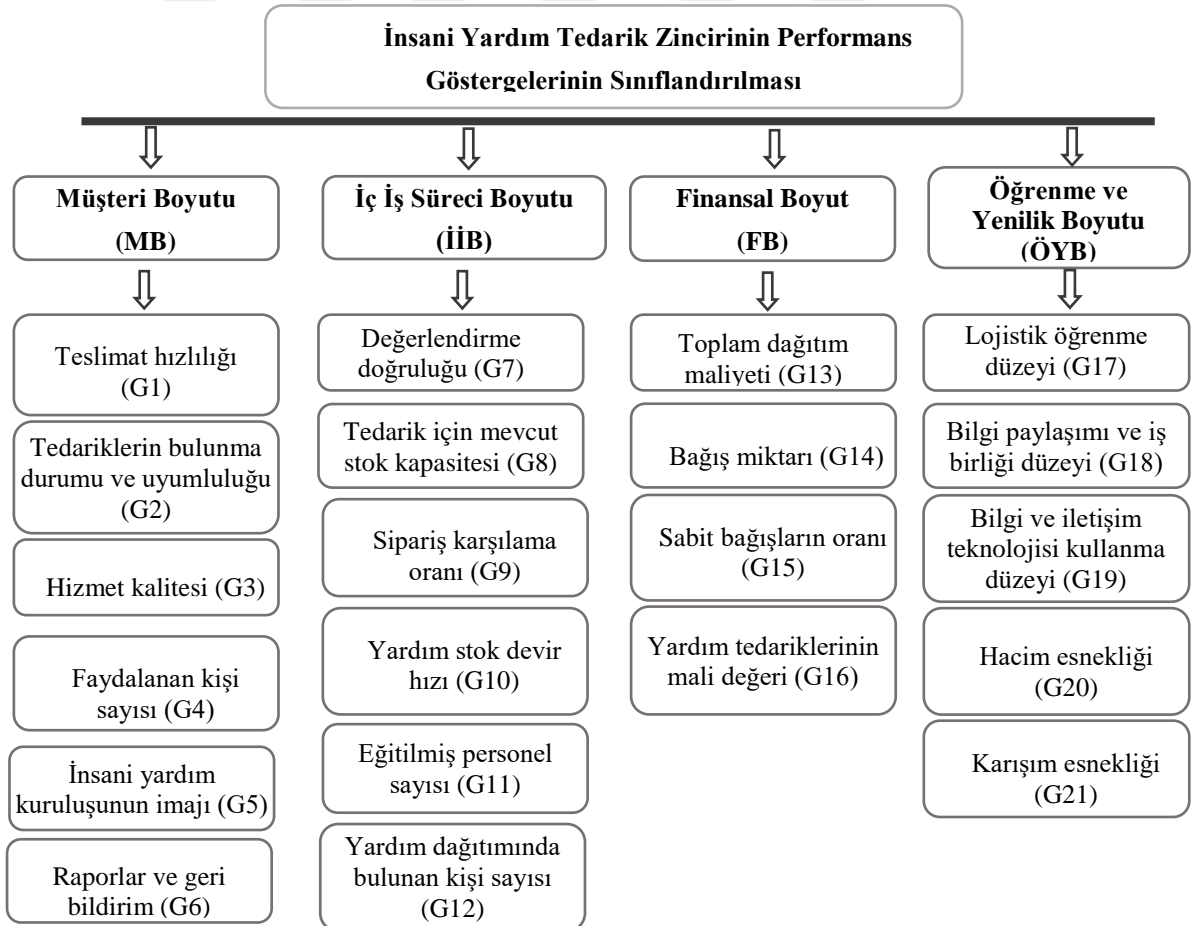 İnsani Yardım Tedarik Zincirinin Performans
Göstergelerinin Sınıflandırılması
Müşteri Boyutu
(MB)
Teslimat hızlılığı
(G1)
Tedariklerin bulunma
durumu ve uyumluluğu
(G2)
Hizmet kalitesi (G3)
Faydalanan kişi
sayısı (G4)
İnsani yardım
kuruluşunun imajı (G5)
Raporlar ve geri
bildirim (G6)
İç İş Süreci Boyutu
(İİB)
Değerlendirme
doğruluğu (G7)
Tedarik için mevcut
stok kapasitesi (G8)
Sipariş karşılama
oranı (G9)
Yardım stok devir
hızı (G10)
Eğitilmiş personel
sayısı (G11)
Yardım dağıtımında
bulunan kişi sayısı
(G12)
Finansal Boyut
(FB)
Toplam dağıtım
maliyeti (G13)
Bağış miktarı (G14)
Sabit bağışların oranı
(G15)
Yardım tedariklerinin
mali değeri (G16)
Öğrenme ve
Yenilik Boyutu
(ÖYB)
Lojistik öğrenme
düzeyi (G17)
Bilgi paylaşımı ve iş
birliği düzeyi (G18)
Bilgi ve iletişim
teknolojisi kullanma
düzeyi (G19)
Hacim esnekliği
(G20)
Karışım esnekliği
(G21)